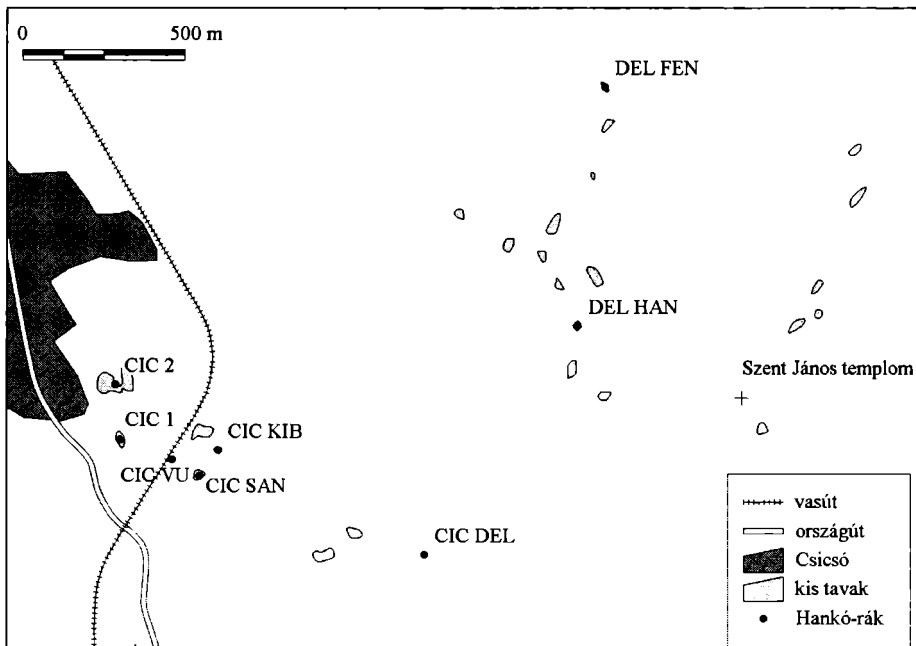 0 500 m
DEL FEN
DEL HAN
Szent János templom
CIC 2
CIC 1
CIC KIB
CIC VU
CIC SAN
CIC DEL
vasút
országút
Csicsó
kis tavak
Hankó-rák